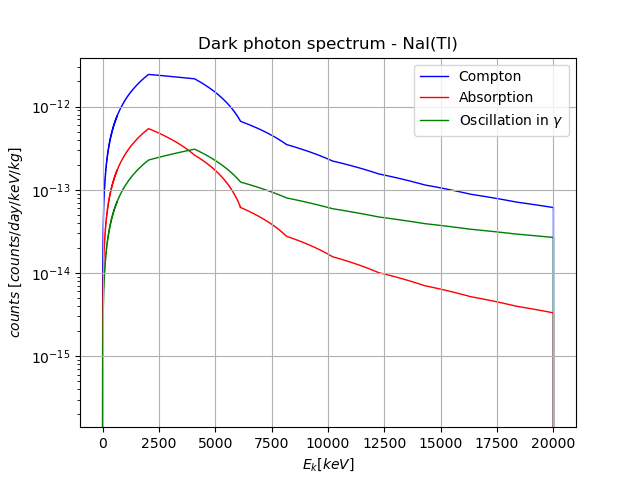 Dark photon spectrum - NaI(Tl)
Compton
Absorption
Oscillation in γ
10⁻¹²
10⁻¹³
10⁻¹⁴
10⁻¹⁵
counts [counts/day/keV/kg]
0 2500 5000 7500 10000 12500 15000 17500 20000
E_k[keV]